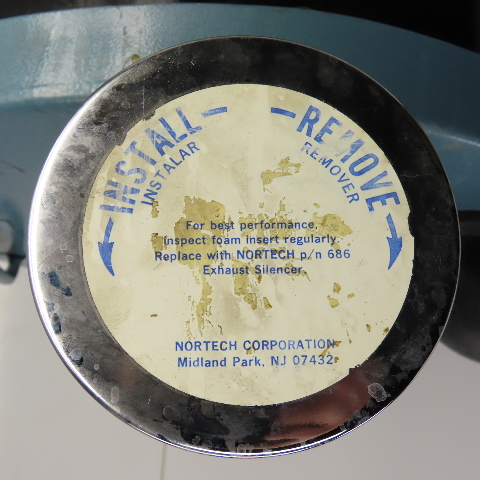 INSTALL
INSTALAR
REMOVE
REMOVER
For best performance,
inspect foam insert regularly.
Replace with NORTECH p/n 686
Exhaust Silencer.
NORTECH CORPORATION
Midland Park, NJ 07432